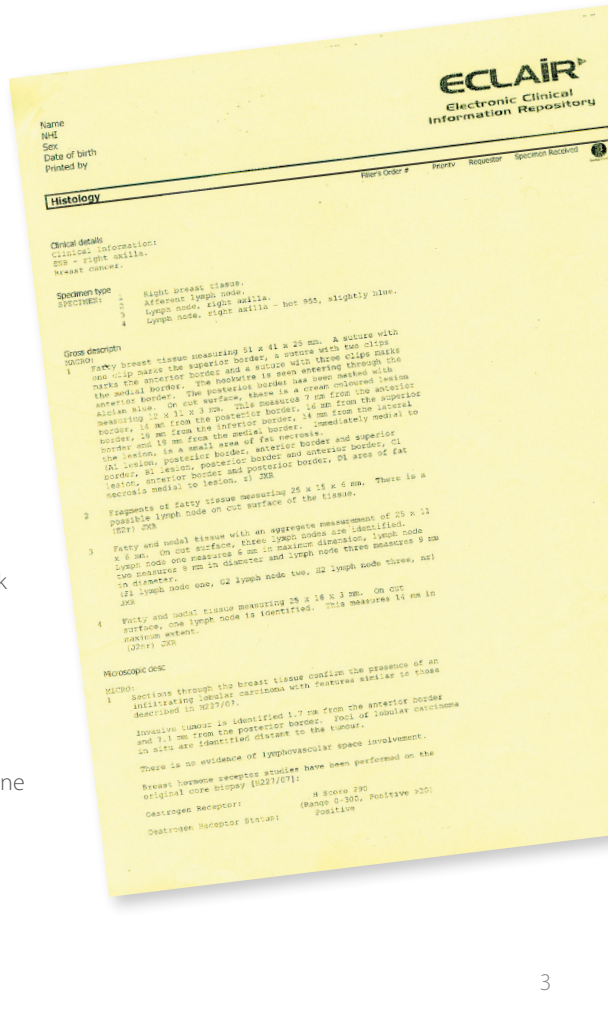 ECLAIR
Electronic Clinical
Information Repository
Name
NHI
Sex
Date of birth
Printed by
Filler's Order # Priority Requestor Specimen Received
Histology
Clinical details
Clinical Information:
SNB - right axilla.
Breast cancer.
Specimen type
SPECIMEN: 1 Right breast tissue.
2 Afferent lymph node.
3 Lymph node, right axilla.
4 Lymph node, right axilla - hot 955, slightly blue.
Gross descriptn
MACRO:
1 Fatty breast tissue measuring 51 x 41 x 25 mm. A suture with
one clip marks the superior border, a suture with two clips
marks the anterior border and a suture with three clips marks
the medial border. The hookwire is seen entering through the
anterior border. The posterior border has been marked with
Alcian Blue. On cut surface, there is a cream coloured lesion
measuring 12 x 11 x 3 mm. This measures 7 mm from the anterior
border, 14 mm from the posterior border, 16 mm from the superior
border, 18 mm from the inferior border, 14 mm from the lateral
border and 18 mm from the medial border. Immediately medial to
the lesion, is a small area of fat necrosis.
(A1 lesion, posterior border, anterior border and superior
border, B1 lesion, posterior border and anterior border, C1
lesion, anterior border and posterior border, D1 area of fat
necrosis medial to lesion. s) JXR
2 Fragments of fatty tissue measuring 25 x 15 x 6 mm. There is a
possible lymph node on cut surface of the tissue.
JXR
3 Fatty and nodal tissue with an aggregate measurement of 25 x 12
x 6 mm. On cut surface, three lymph nodes are identified.
Lymph node one measures 6 mm in maximum dimension, lymph node
two measures 8 mm in diameter and lymph node three measures 9 mm
in diameter.
(F1 lymph node one, G2 lymph node two, H2 lymph node three, ns)
JXR
4 Fatty and nodal tissue measuring 25 x 16 x 3 mm. On cut
surface, one lymph node is identified. This measures 14 mm in
maximum extent.
JXR
Microscopic desc
MICRO:
1 Sections through the breast tissue confirm the presence of an
infiltrating lobular carcinoma with features similar to those
described in H227/07.
Invasive tumour is identified 1.7 mm from the anterior border
and 7.1 mm from the posterior border. Foci of lobular carcinoma
in situ are identified distant to the tumour.
There is no evidence of lymphovascular space involvement.
Breast hormone receptor studies have been performed on the
original core biopsy [H227/07]:
Oestrogen Receptor: H Score 290
(Range 0-300, Positive >20)
Oestrogen Receptor Status: Positive
k
ne
3